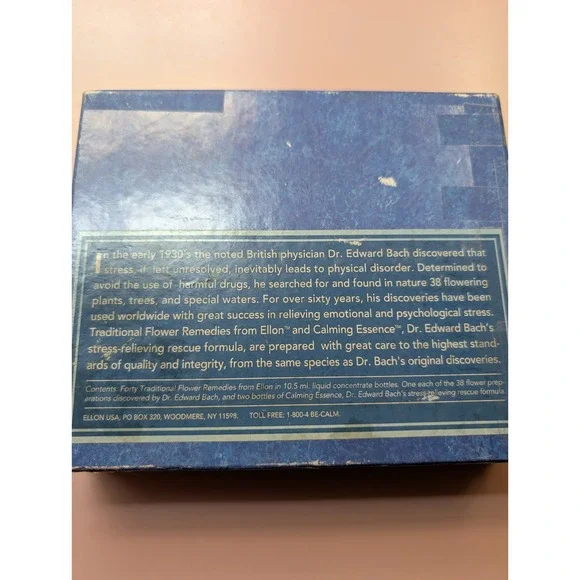 In the early 1930's the noted British physician Dr. Edward Bach discovered that
stress, if left unresolved, inevitably leads to physical disorder. Determined to
avoid the use of harmful drugs, he searched for and found in nature 38 flowering
plants, trees, and special waters. For over sixty years, his discoveries have been
used worldwide with great success in relieving emotional and psychological stress.
Traditional Flower Remedies from Ellon™ and Calming Essence™, Dr. Edward Bach's
stress-relieving rescue formula, are prepared with great care to the highest stand-
ards of quality and integrity, from the same species as Dr. Bach's original discoveries.
Contents: Forty Traditional Flower Remedies from Ellon in 10.5 ml. liquid concentrate bottles. One each of the 38 flower prep-
arations discovered by Dr. Edward Bach, and two bottles of Calming Essence, Dr. Edward Bach's stress-relieving rescue formula.
ELLON USA, PO BOX 320, WOODMERE, NY 11598. TOLL FREE: 1-800-4 BE-CALM.